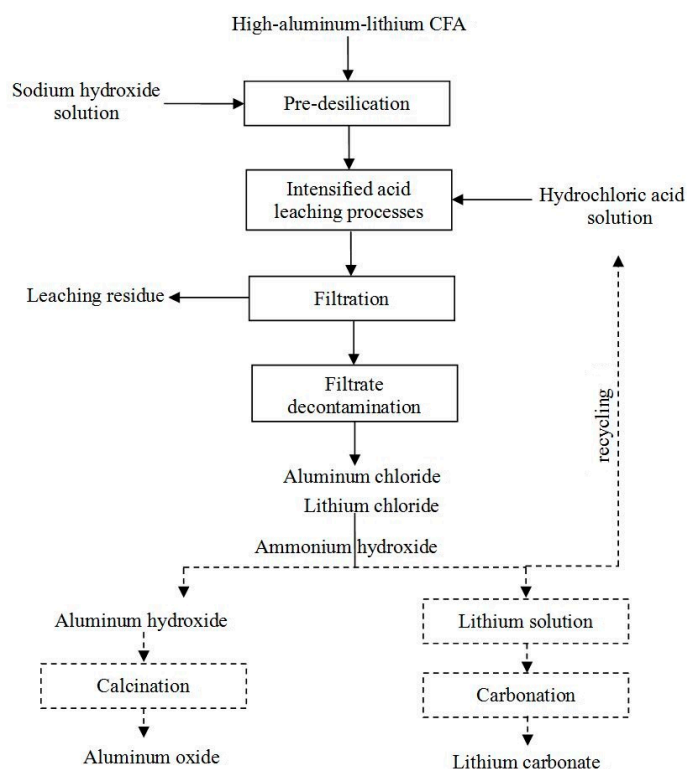 High-aluminum-lithium CFA
Sodium hydroxide
solution
Pre-desilication
Intensified acid
leaching processes
Hydrochloric acid
solution
Leaching residue
Filtration
Filtrate
decontamination
recycling
Aluminum chloride
Lithium chloride
Ammonium hydroxide
Aluminum hydroxide
Lithium solution
Calcination
Carbonation
Aluminum oxide
Lithium carbonate